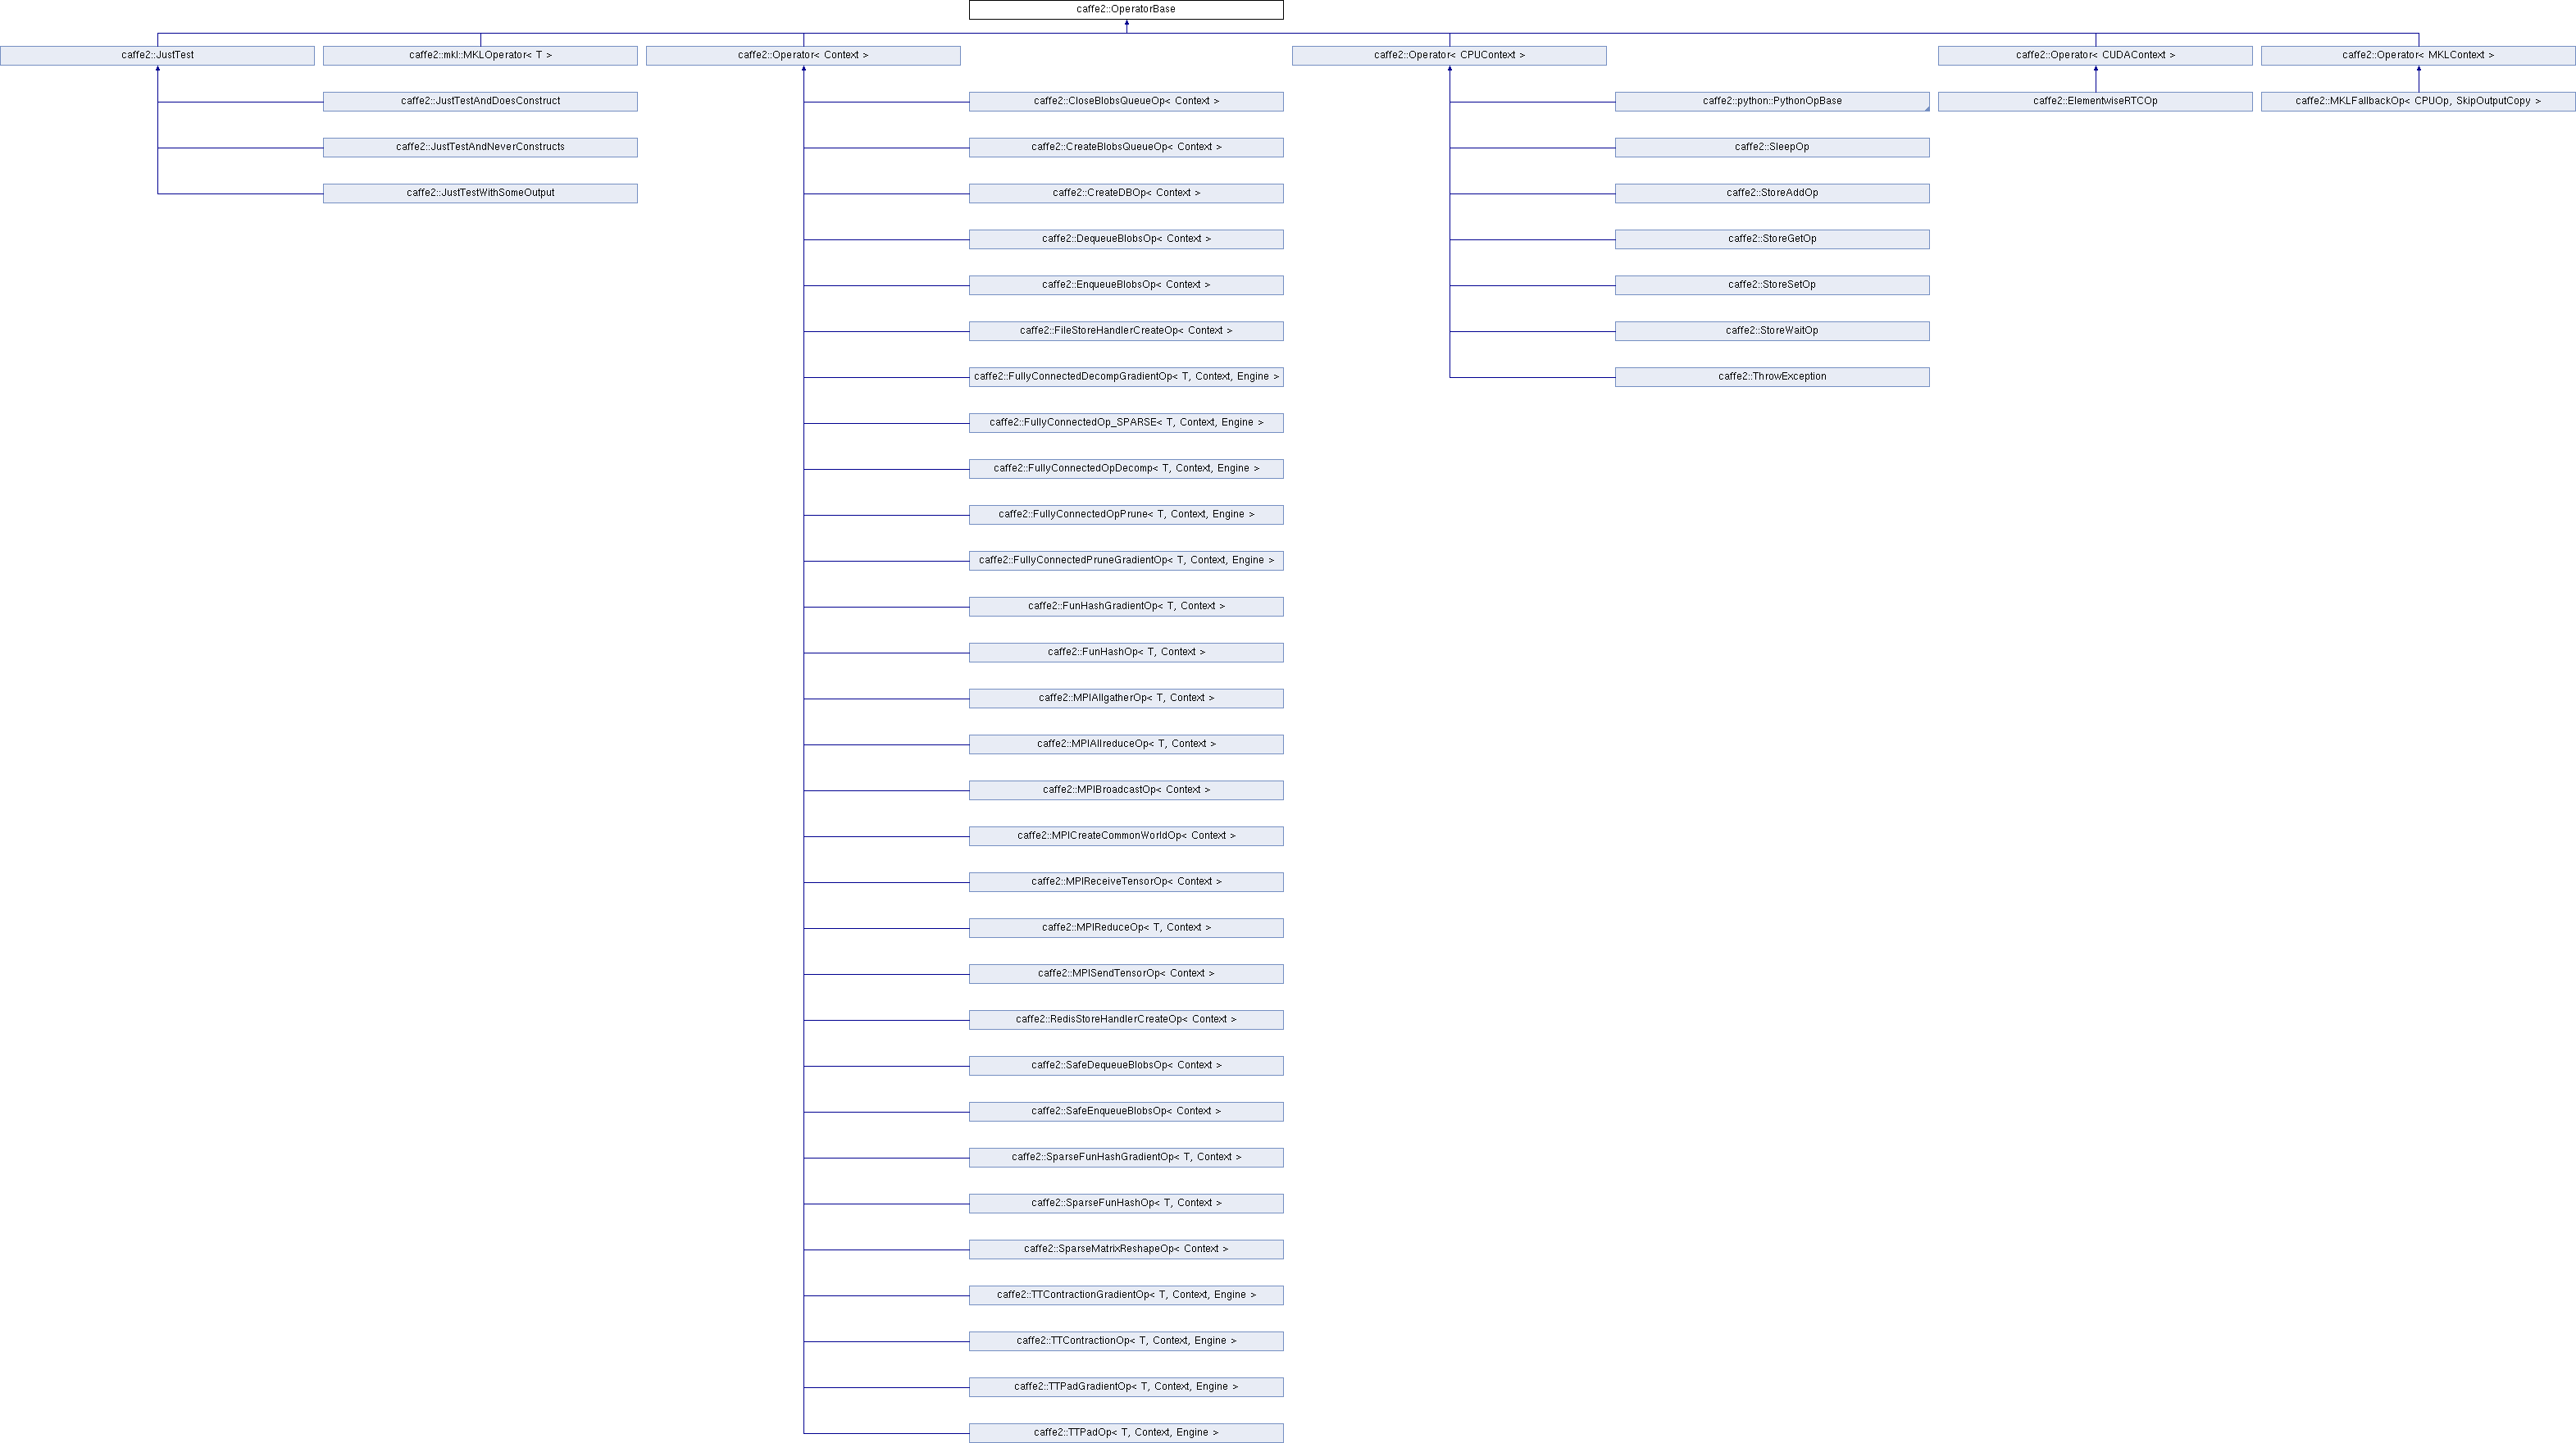 caffe2::OperatorBase
caffe2::JustTest
caffe2::mkl::MKLOperator< T >
caffe2::Operator< Context >
caffe2::Operator< CPUContext >
caffe2::Operator< CUDAContext >
caffe2::Operator< MKLContext >
caffe2::JustTestAndDoesConstruct
caffe2::CloseBlobsQueueOp< Context >
caffe2::python::PythonOpBase
caffe2::ElementwiseRTCOp
caffe2::MKLFallbackOp< CPUOp, SkipOutputCopy >
caffe2::JustTestAndNeverConstructs
caffe2::CreateBlobsQueueOp< Context >
caffe2::SleepOp
caffe2::JustTestWithSomeOutput
caffe2::CreateDBOp< Context >
caffe2::StoreAddOp
caffe2::DequeueBlobsOp< Context >
caffe2::StoreGetOp
caffe2::EnqueueBlobsOp< Context >
caffe2::StoreSetOp
caffe2::FileStoreHandlerCreateOp< Context >
caffe2::StoreWaitOp
caffe2::FullyConnectedDecompGradientOp< T, Context, Engine >
caffe2::ThrowException
caffe2::FullyConnectedOp_SPARSE< T, Context, Engine >
caffe2::FullyConnectedOpDecomp< T, Context, Engine >
caffe2::FullyConnectedOpPrune< T, Context, Engine >
caffe2::FullyConnectedPruneGradientOp< T, Context, Engine >
caffe2::FunHashGradientOp< T, Context >
caffe2::FunHashOp< T, Context >
caffe2::MPIAllgatherOp< T, Context >
caffe2::MPIAllreduceOp< T, Context >
caffe2::MPIBroadcastOp< Context >
caffe2::MPICreateCommonWorldOp< Context >
caffe2::MPIReceiveTensorOp< Context >
caffe2::MPIReduceOp< T, Context >
caffe2::MPISendTensorOp< Context >
caffe2::RedisStoreHandlerCreateOp< Context >
caffe2::SafeDequeueBlobsOp< Context >
caffe2::SafeEnqueueBlobsOp< Context >
caffe2::SparseFunHashGradientOp< T, Context >
caffe2::SparseFunHashOp< T, Context >
caffe2::SparseMatrixReshapeOp< Context >
caffe2::TTContractionGradientOp< T, Context, Engine >
caffe2::TTContractionOp< T, Context, Engine >
caffe2::TTPadGradientOp< T, Context, Engine >
caffe2::TTPadOp< T, Context, Engine >